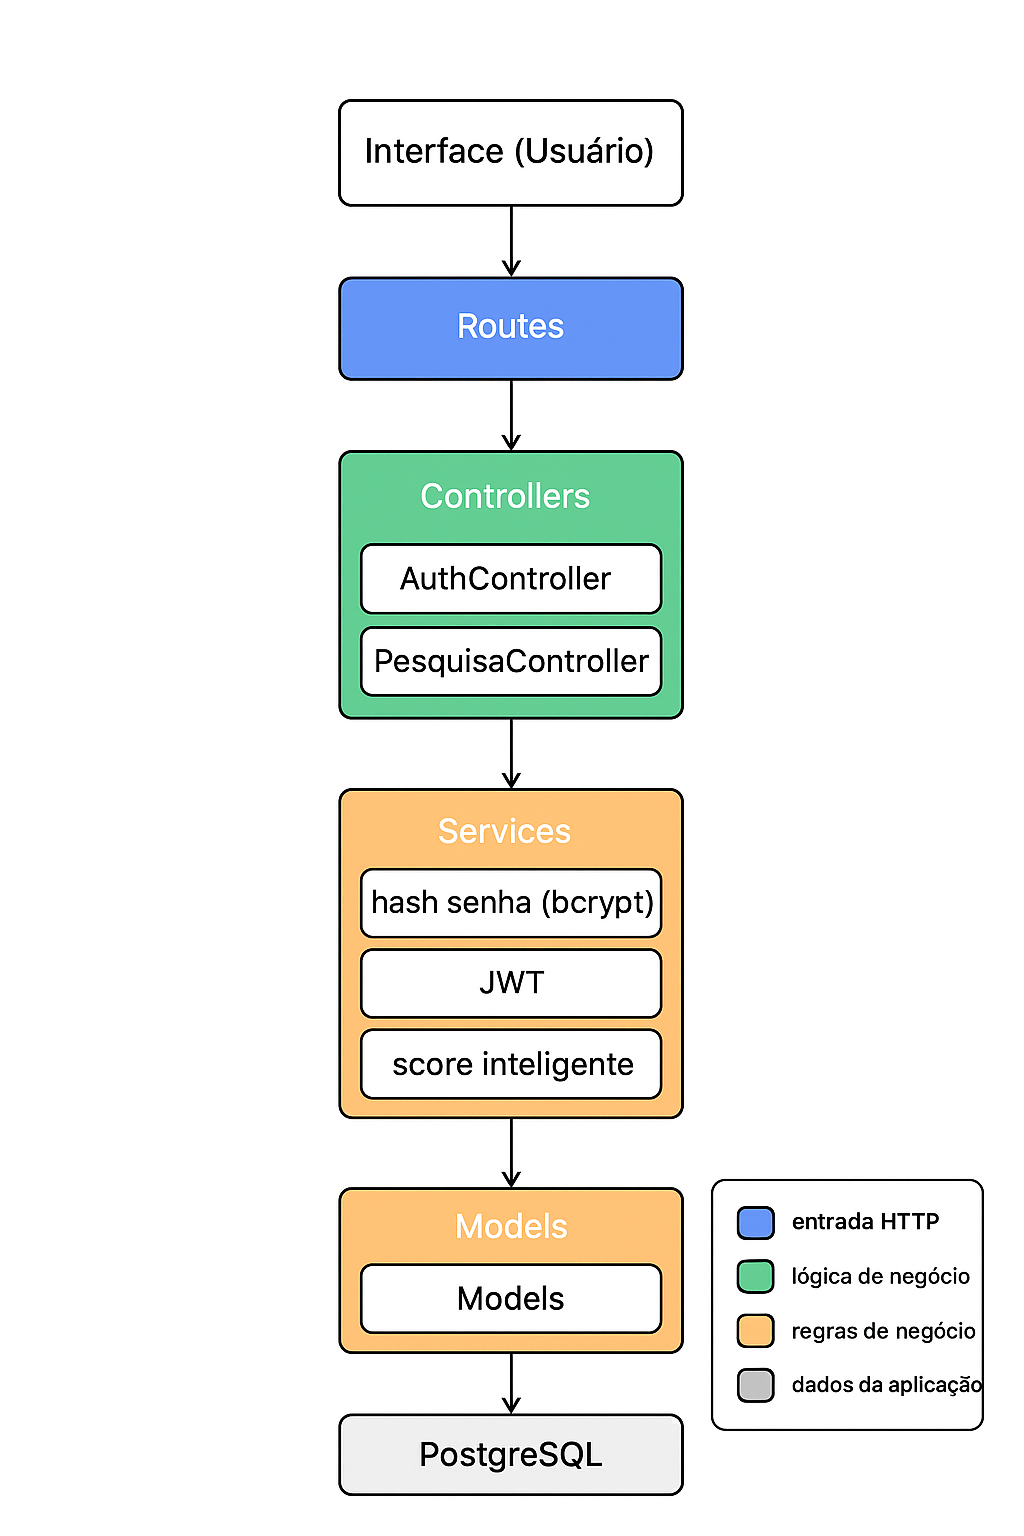 Interface (Usuário)
Routes
Controllers
AuthController
PesquisaController
Services
hash senha (bcrypt)
JWT
score inteligente
Models
Models
PostgreSQL
entrada HTTP
lógica de negócio
regras de negócio
dados da aplicação